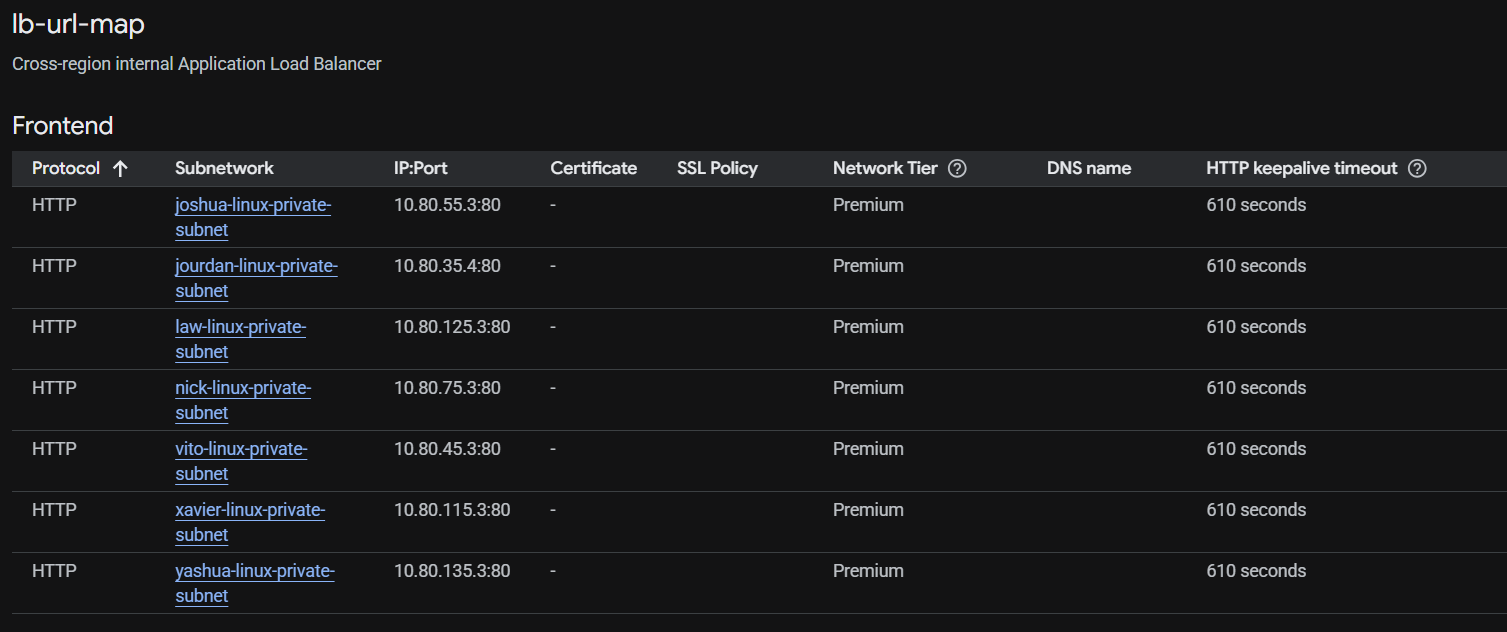 lb-url-map
Cross-region internal Application Load Balancer
Frontend
Protocol ↑ Subnetwork IP:Port Certificate SSL Policy Network Tier ? DNS name HTTP keepalive timeout ?
HTTP joshua-linux-private- 10.80.55.3:80 - Premium 610 seconds
subnet
HTTP jourdan-linux-private- 10.80.35.4:80 - Premium 610 seconds
subnet
HTTP law-linux-private- 10.80.125.3:80 - Premium 610 seconds
subnet
HTTP nick-linux-private- 10.80.75.3:80 - Premium 610 seconds
subnet
HTTP vito-linux-private- 10.80.45.3:80 - Premium 610 seconds
subnet
HTTP xavier-linux-private- 10.80.115.3:80 - Premium 610 seconds
subnet
HTTP yashua-linux-private- 10.80.135.3:80 - Premium 610 seconds
subnet